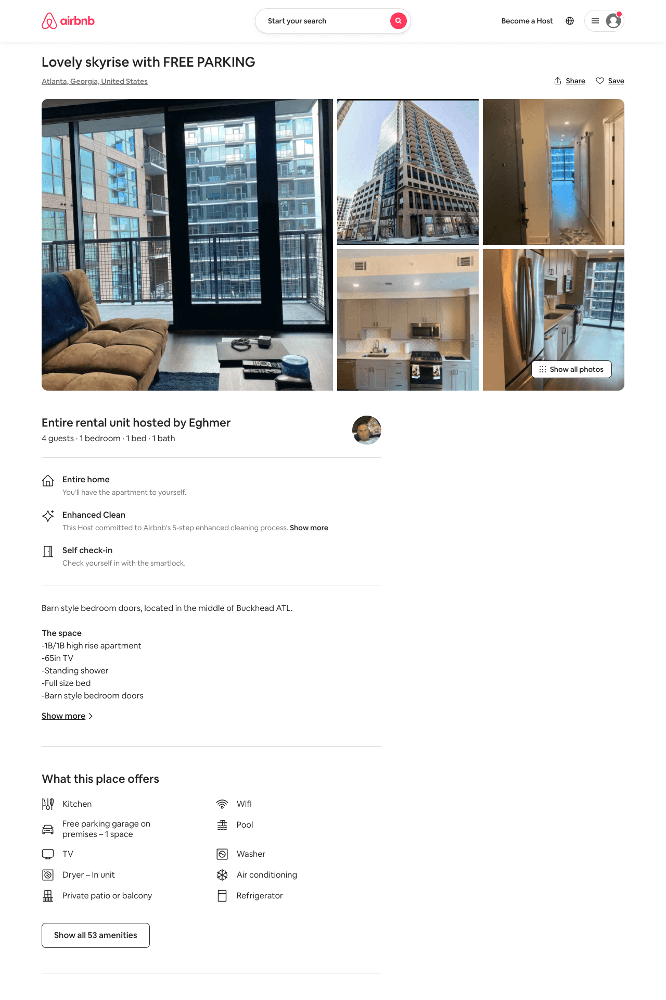 airbnb
Start your search
Become a Host
Lovely skyrise with FREE PARKING
Atlanta, Georgia, United States
Share
Save
Show all photos
Entire rental unit hosted by Eghmer
4 guests · 1 bedroom · 1 bed · 1 bath
Entire home
You’ll have the apartment to yourself.
Enhanced Clean
This Host committed to Airbnb's 5-step enhanced cleaning process. Show more
Self check-in
Check yourself in with the smartlock.
Barn style bedroom doors, located in the middle of Buckhead ATL.
The space
-1B/1B high rise apartment
-65in TV
-Standing shower
-Full size bed
-Barn style bedroom doors
Show more
What this place offers
Kitchen
Wifi
Free parking garage on
premises – 1 space
Pool
TV
Washer
Dryer – In unit
Air conditioning
Private patio or balcony
Refrigerator
Show all 53 amenities